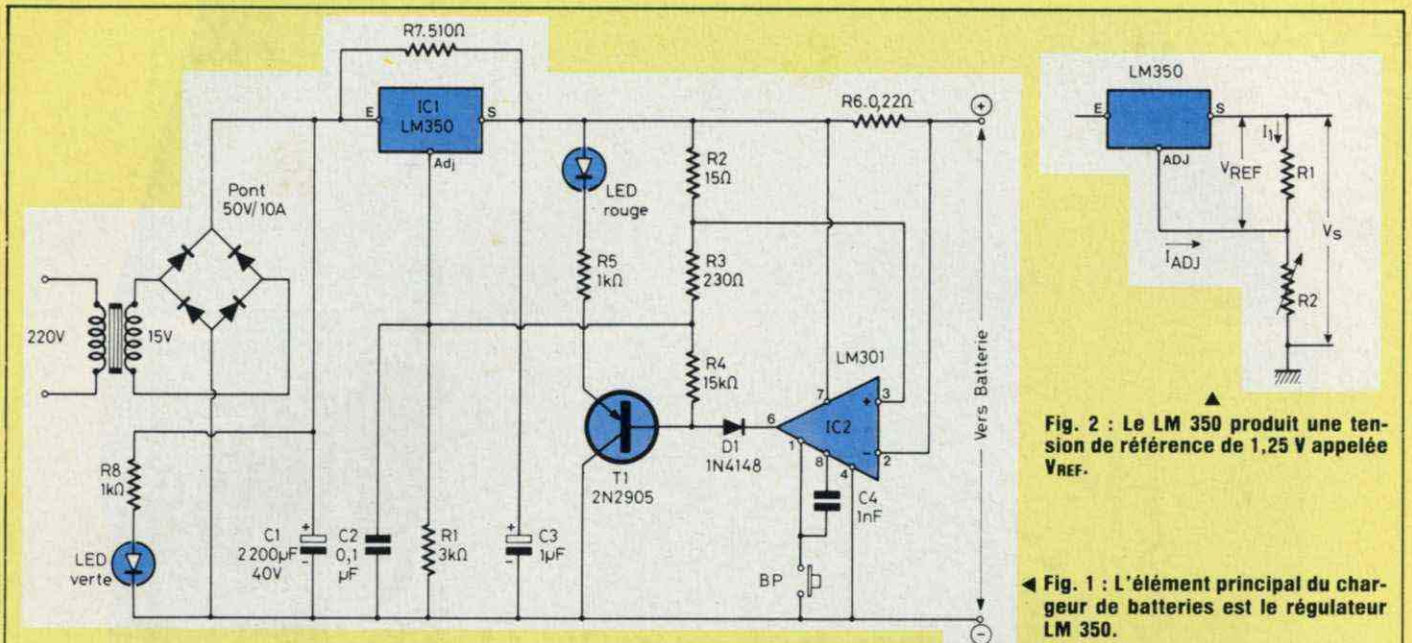 R7.510Ω
E
IC1
LM350
S
Adj
Pont
50V/10A
220V
15V
R8
1kΩ
LED
verte
C1
2200µF
40V
+
-
C2
0,1
µF
R1
3kΩ
C3
1µF
+
-
LED
rouge
R5
1kΩ
R2
15Ω
R3
230Ω
R4
15kΩ
T1
2N2905
D1
1N4148
R6.0,22Ω
LM301
IC2
7
3
+
6
1
8
4
-
2
C4
1nF
BP
+
Vers Batterie
-
LM350
E
S
ADJ
VREF
I1
R1
VS
IADJ
R2
Fig. 2 : Le LM 350 produit une ten-
sion de référence de 1,25 V appelée
VREF.
Fig. 1 : L'élément principal du char-
geur de batteries est le régulateur
LM 350.